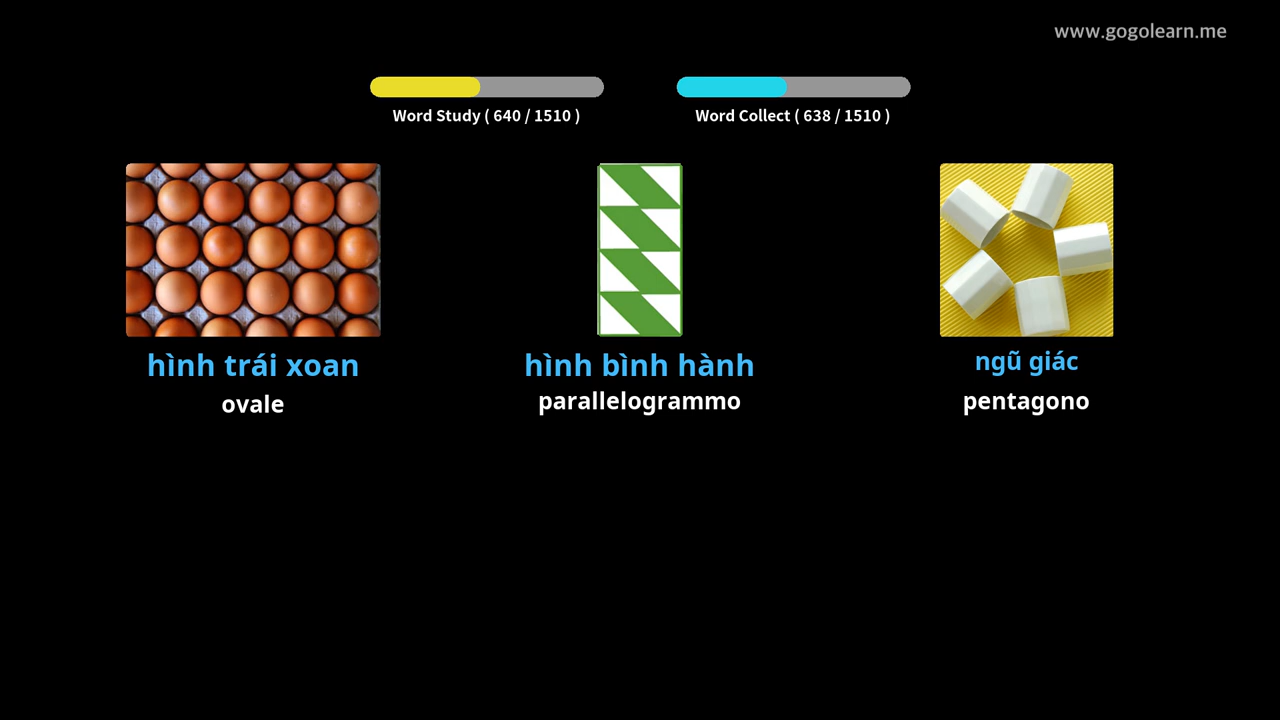 www.gogolearn.me
Word Study ( 640 / 1510 )
Word Collect ( 638 / 1510 )
hình trái xoan
ovale
hình bình hành
parallelogrammo
ngũ giác
pentagono